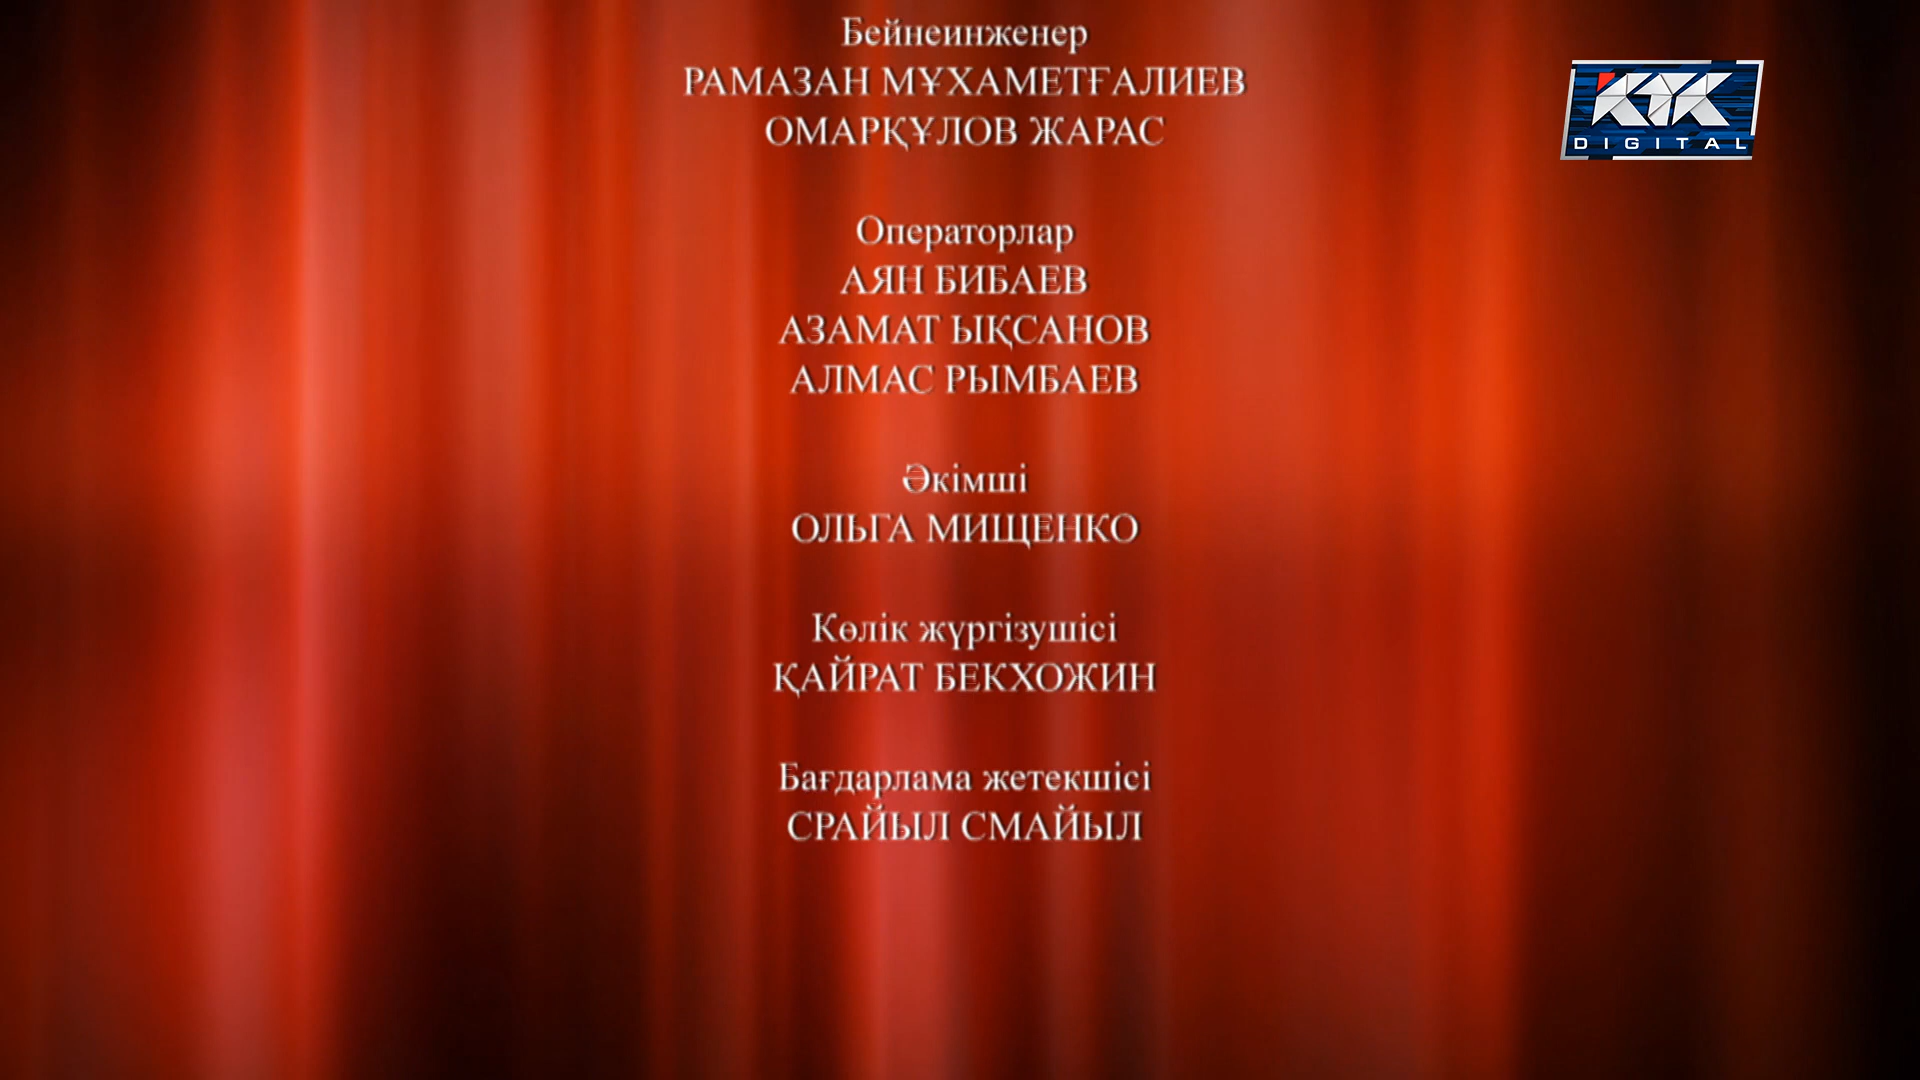 Бейнеинженер
РАМАЗАН МҰХАМЕТҒАЛИЕВ
ОМАРҚҰЛОВ ЖАРАС
КТК
DIGITAL
Операторлар
АЯН БИБАЕВ
АЗАМАТ ЫҚСАНОВ
АЛМАС РЫМБАЕВ
Әкімші
ОЛЬГА МИЩЕНКО
Көлік жүргізушісі
ҚАЙРАТ БЕКХОЖИН
Бағдарлама жетекшісі
СРАЙЫЛ СМАЙЫЛ